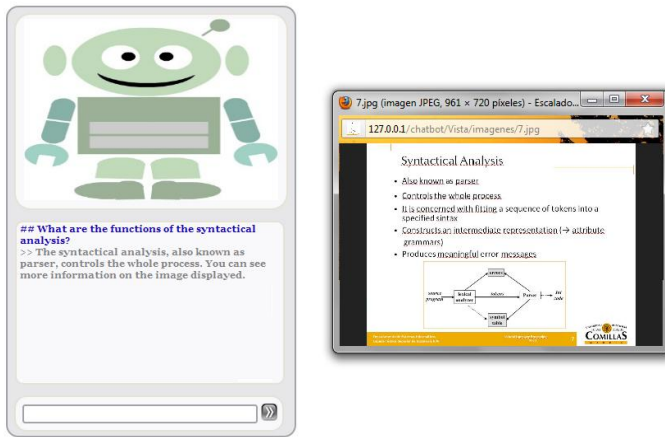 ## What are the functions of the syntactical
analysis?
>> The syntactical analysis, also known as
parser, controls the whole process. You can see
more information on the image displayed.
7.jpg (imagen JPEG, 961 × 720 píxeles) - Escalado...
127.0.0.1/chatbot/Vista/imagenes/7.jpg
Syntactical Analysis
• Also known as parser
• Controls the whole process
• It is concerned with fitting a sequence of tokens into a
specified sintax
• Constructs an intermediate representation (→ attribute
grammars)
• Produces meaningful error messages
source
program
lexical
analyzer
tokens
Parser
symbol
table
COMILLAS